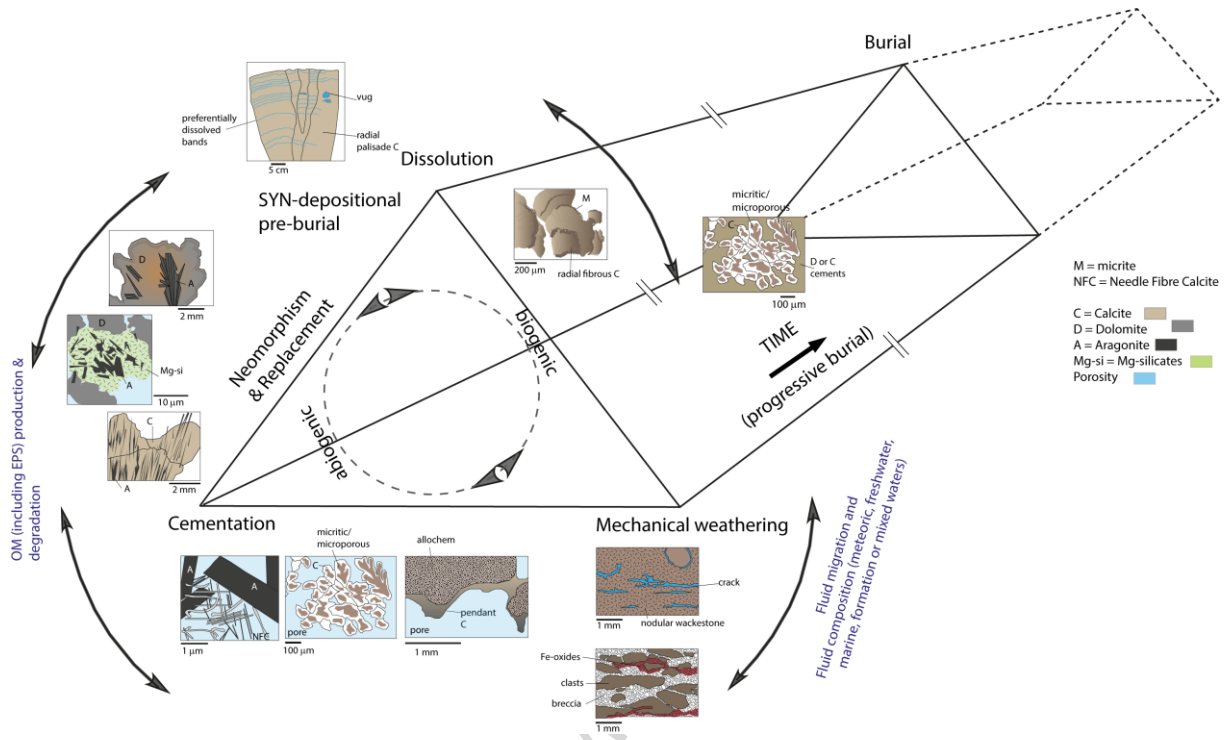 Burial
vug
preferentially
dissolved
bands
radial
palisade C
5 cm
Dissolution
SYN-depositional
pre-burial
M
radial fibrous C
200 µm
micritic/
microporous
C
D or C
cements
100 µm
M = micrite
NFC = Needle Fibre Calcite
C = Calcite
D = Dolomite
A = Aragonite
Mg-si = Mg-silicates
Porosity
D
A
2 mm
D
Mg-si
A
10 µm
C
A
2 mm
Neomorphism
& Replacement
biogenic
abiogenic
TIME
(progressive burial)
OM (including EPS) production &
degradation
Fluid migration and
Fluid composition (meteoric, freshwater,
marine, formation or mixed waters)
Cementation
Mechanical weathering
A
A
NFC
1 µm
micritic/
microporous
C
pore
100 µm
allochem
pendant
C
pore
1 mm
crack
1 mm
nodular wackestone
Fe-oxides
clasts
breccia
1 mm